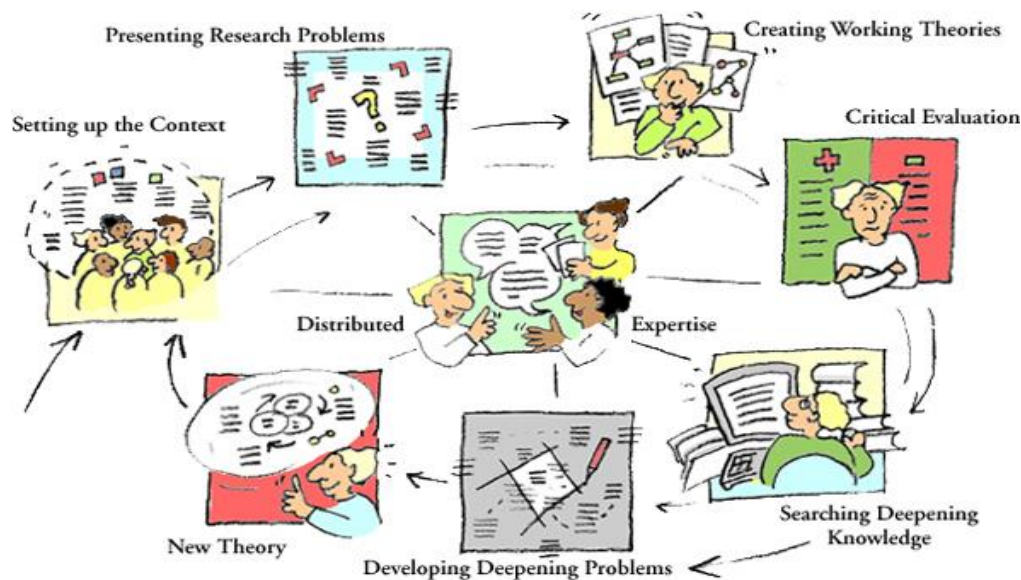 Presenting Research Problems
Creating Working Theories
Setting up the Context
Critical Evaluation
Distributed
Expertise
New Theory
Searching Deepening
Knowledge
Developing Deepening Problems